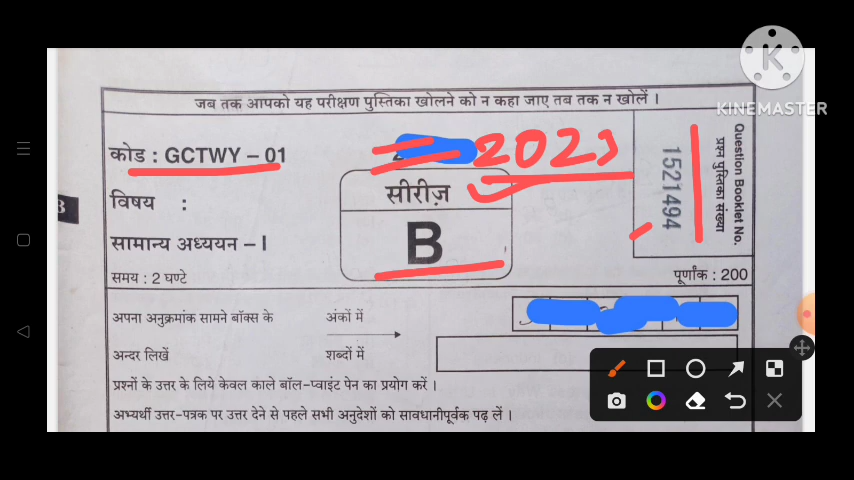 जब तक आपको यह परीक्षण पुस्तिका खोलने को न कहा जाए तब तक न खोलें ।
KINEMASTER
कोड : GCTWY – 01
2023
विषय :
सीरीज़
B
सामान्य अध्ययन – I
समय : 2 घण्टे
पूर्णांक : 200
Question Booklet No.
प्रश्न पुस्तिका संख्या
1521494
अपना अनुक्रमांक सामने बॉक्स के
अन्दर लिखें
अंकों में
शब्दों में
प्रश्नों के उत्तर के लिये केवल काले बॉल-प्वाइंट पेन का प्रयोग करें ।
अभ्यर्थी उत्तर-पत्रक पर उत्तर देने से पहले सभी अनुदेशों को सावधानीपूर्वक पढ़ लें ।